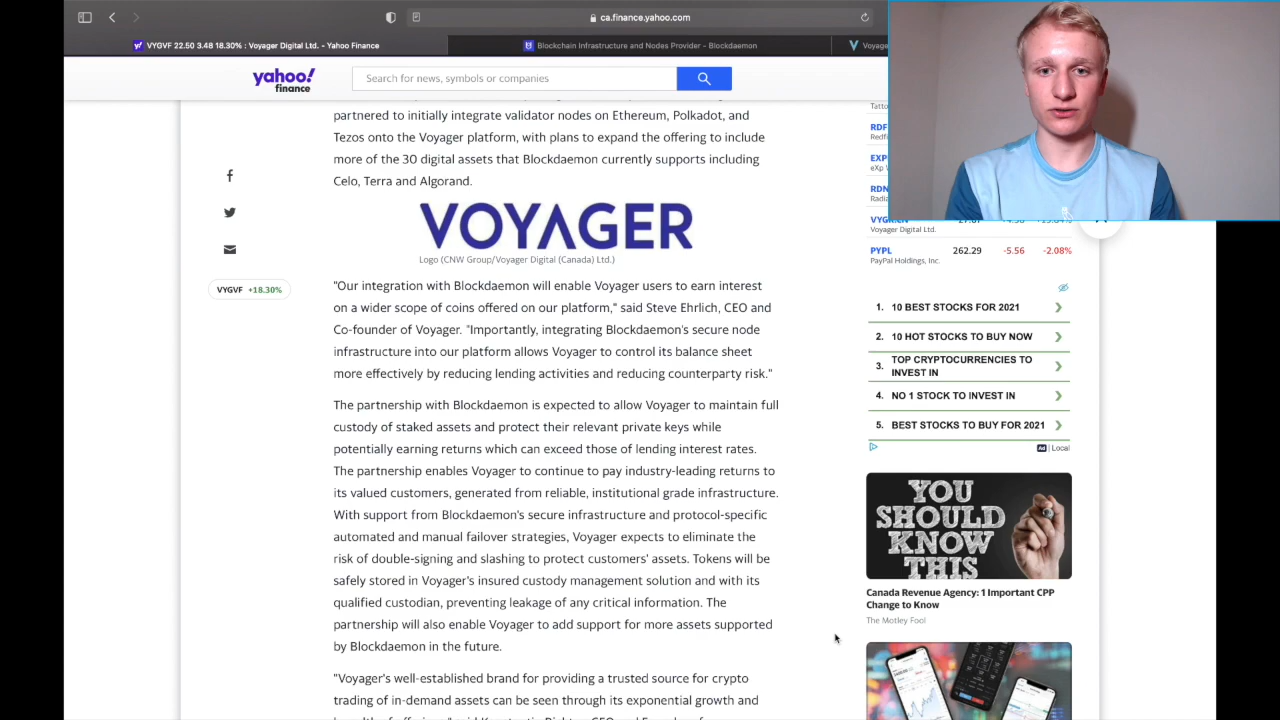 ca.finance.yahoo.com
VYGVF 22.50 3.48 18.30% : Voyager Digital Ltd. - Yahoo Finance
Blockchain Infrastructure and Nodes Provider - Blockdaemon
Voyage
yahoo!
finance
Search for news, symbols or companies
partnered to initially integrate validator nodes on Ethereum, Polkadot, and
Tezos onto the Voyager platform, with plans to expand the offering to include
more of the 30 digital assets that Blockdaemon currently supports including
Celo, Terra and Algorand.
VOYAGER
Logo (CNW Group/Voyager Digital (Canada) Ltd.)
VYGVF +18.30%
"Our integration with Blockdaemon will enable Voyager users to earn interest
on a wider scope of coins offered on our platform," said Steve Ehrlich, CEO and
Co-founder of Voyager. "Importantly, integrating Blockdaemon's secure node
infrastructure into our platform allows Voyager to control its balance sheet
more effectively by reducing lending activities and reducing counterparty risk."
The partnership with Blockdaemon is expected to allow Voyager to maintain full
custody of staked assets and protect their relevant private keys while
potentially earning returns which can exceed those of lending interest rates.
The partnership enables Voyager to continue to pay industry-leading returns to
its valued customers, generated from reliable, institutional grade infrastructure.
With support from Blockdaemon's secure infrastructure and protocol-specific
automated and manual failover strategies, Voyager expects to eliminate the
risk of double-signing and slashing to protect customers' assets. Tokens will be
safely stored in Voyager's insured custody management solution and with its
qualified custodian, preventing leakage of any critical information. The
partnership will also enable Voyager to add support for more assets supported
by Blockdaemon in the future.
"Voyager's well-established brand for providing a trusted source for crypto
trading of in-demand assets can be seen through its exponential growth and
Tatto
RDF
Redfi
EXP
eXp
RDN
Radia
Voyager Digital Ltd.
PYPL 262.29 -5.56 -2.08%
PayPal Holdings, Inc.
1. 10 BEST STOCKS FOR 2021
2. 10 HOT STOCKS TO BUY NOW
3. TOP CRYPTOCURRENCIES TO
INVEST IN
4. NO 1 STOCK TO INVEST IN
5. BEST STOCKS TO BUY FOR 2021
Ad | Local
YOU
SHOULD
KNOW
THIS
Canada Revenue Agency: 1 Important CPP
Change to Know
The Motley Fool